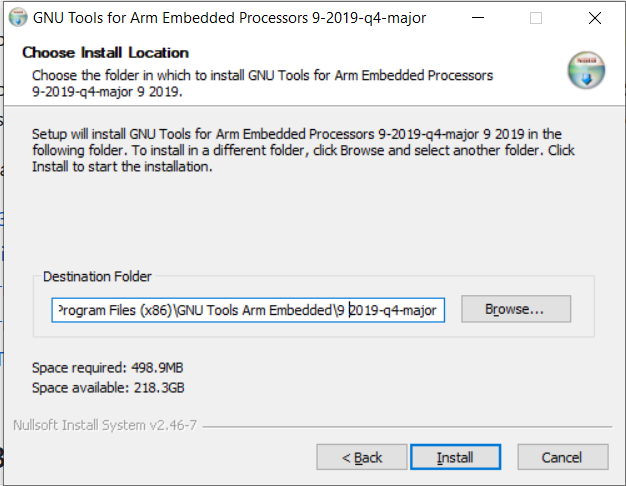 GNU Tools for Arm Embedded Processors 9-2019-q4-major
Choose Install Location
Choose the folder in which to install GNU Tools for Arm Embedded Processors
9-2019-q4-major 9 2019.
Setup will install GNU Tools for Arm Embedded Processors 9-2019-q4-major 9 2019 in the
following folder. To install in a different folder, click Browse and select another folder. Click
Install to start the installation.
Destination Folder
Program Files (x86)\GNU Tools Arm Embedded\9 2019-q4-major
Browse...
Space required: 498.9MB
Space available: 218.3GB
Nullsoft Install System v2.46-7
< Back
Install
Cancel